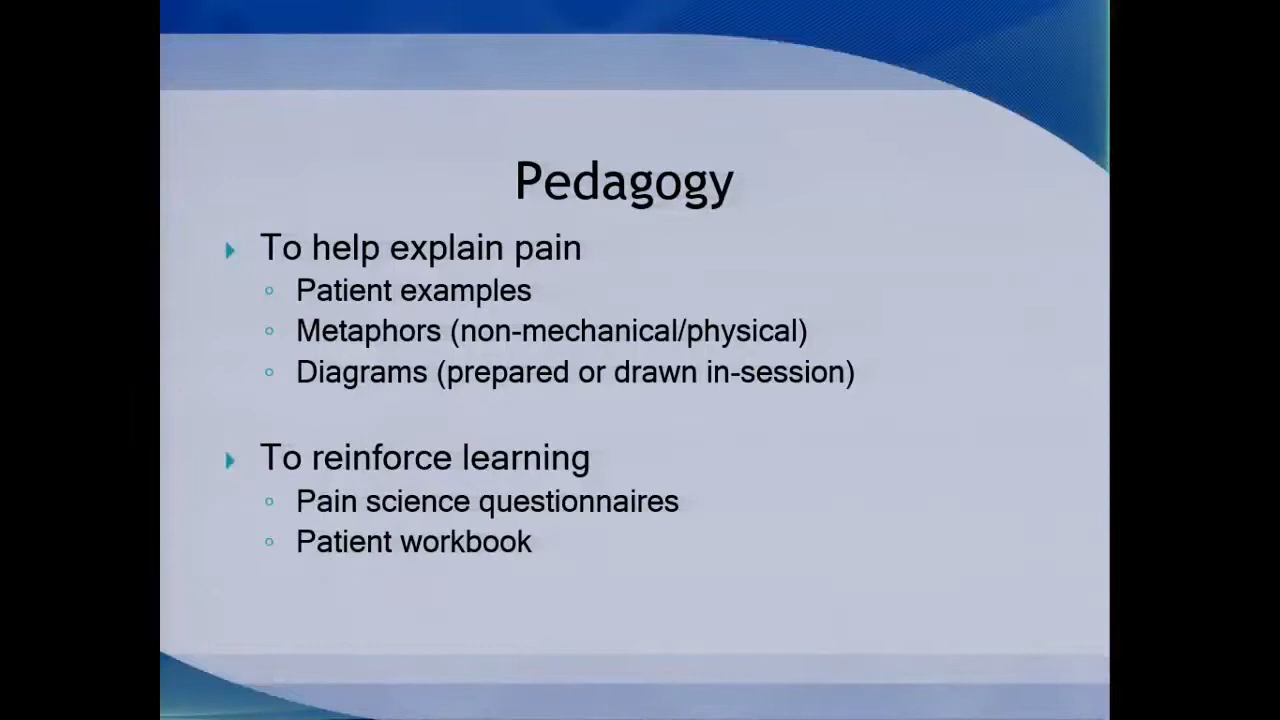 Pedagogy
To help explain pain
Patient examples
Metaphors (non-mechanical/physical)
Diagrams (prepared or drawn in-session)
To reinforce learning
Pain science questionnaires
Patient workbook